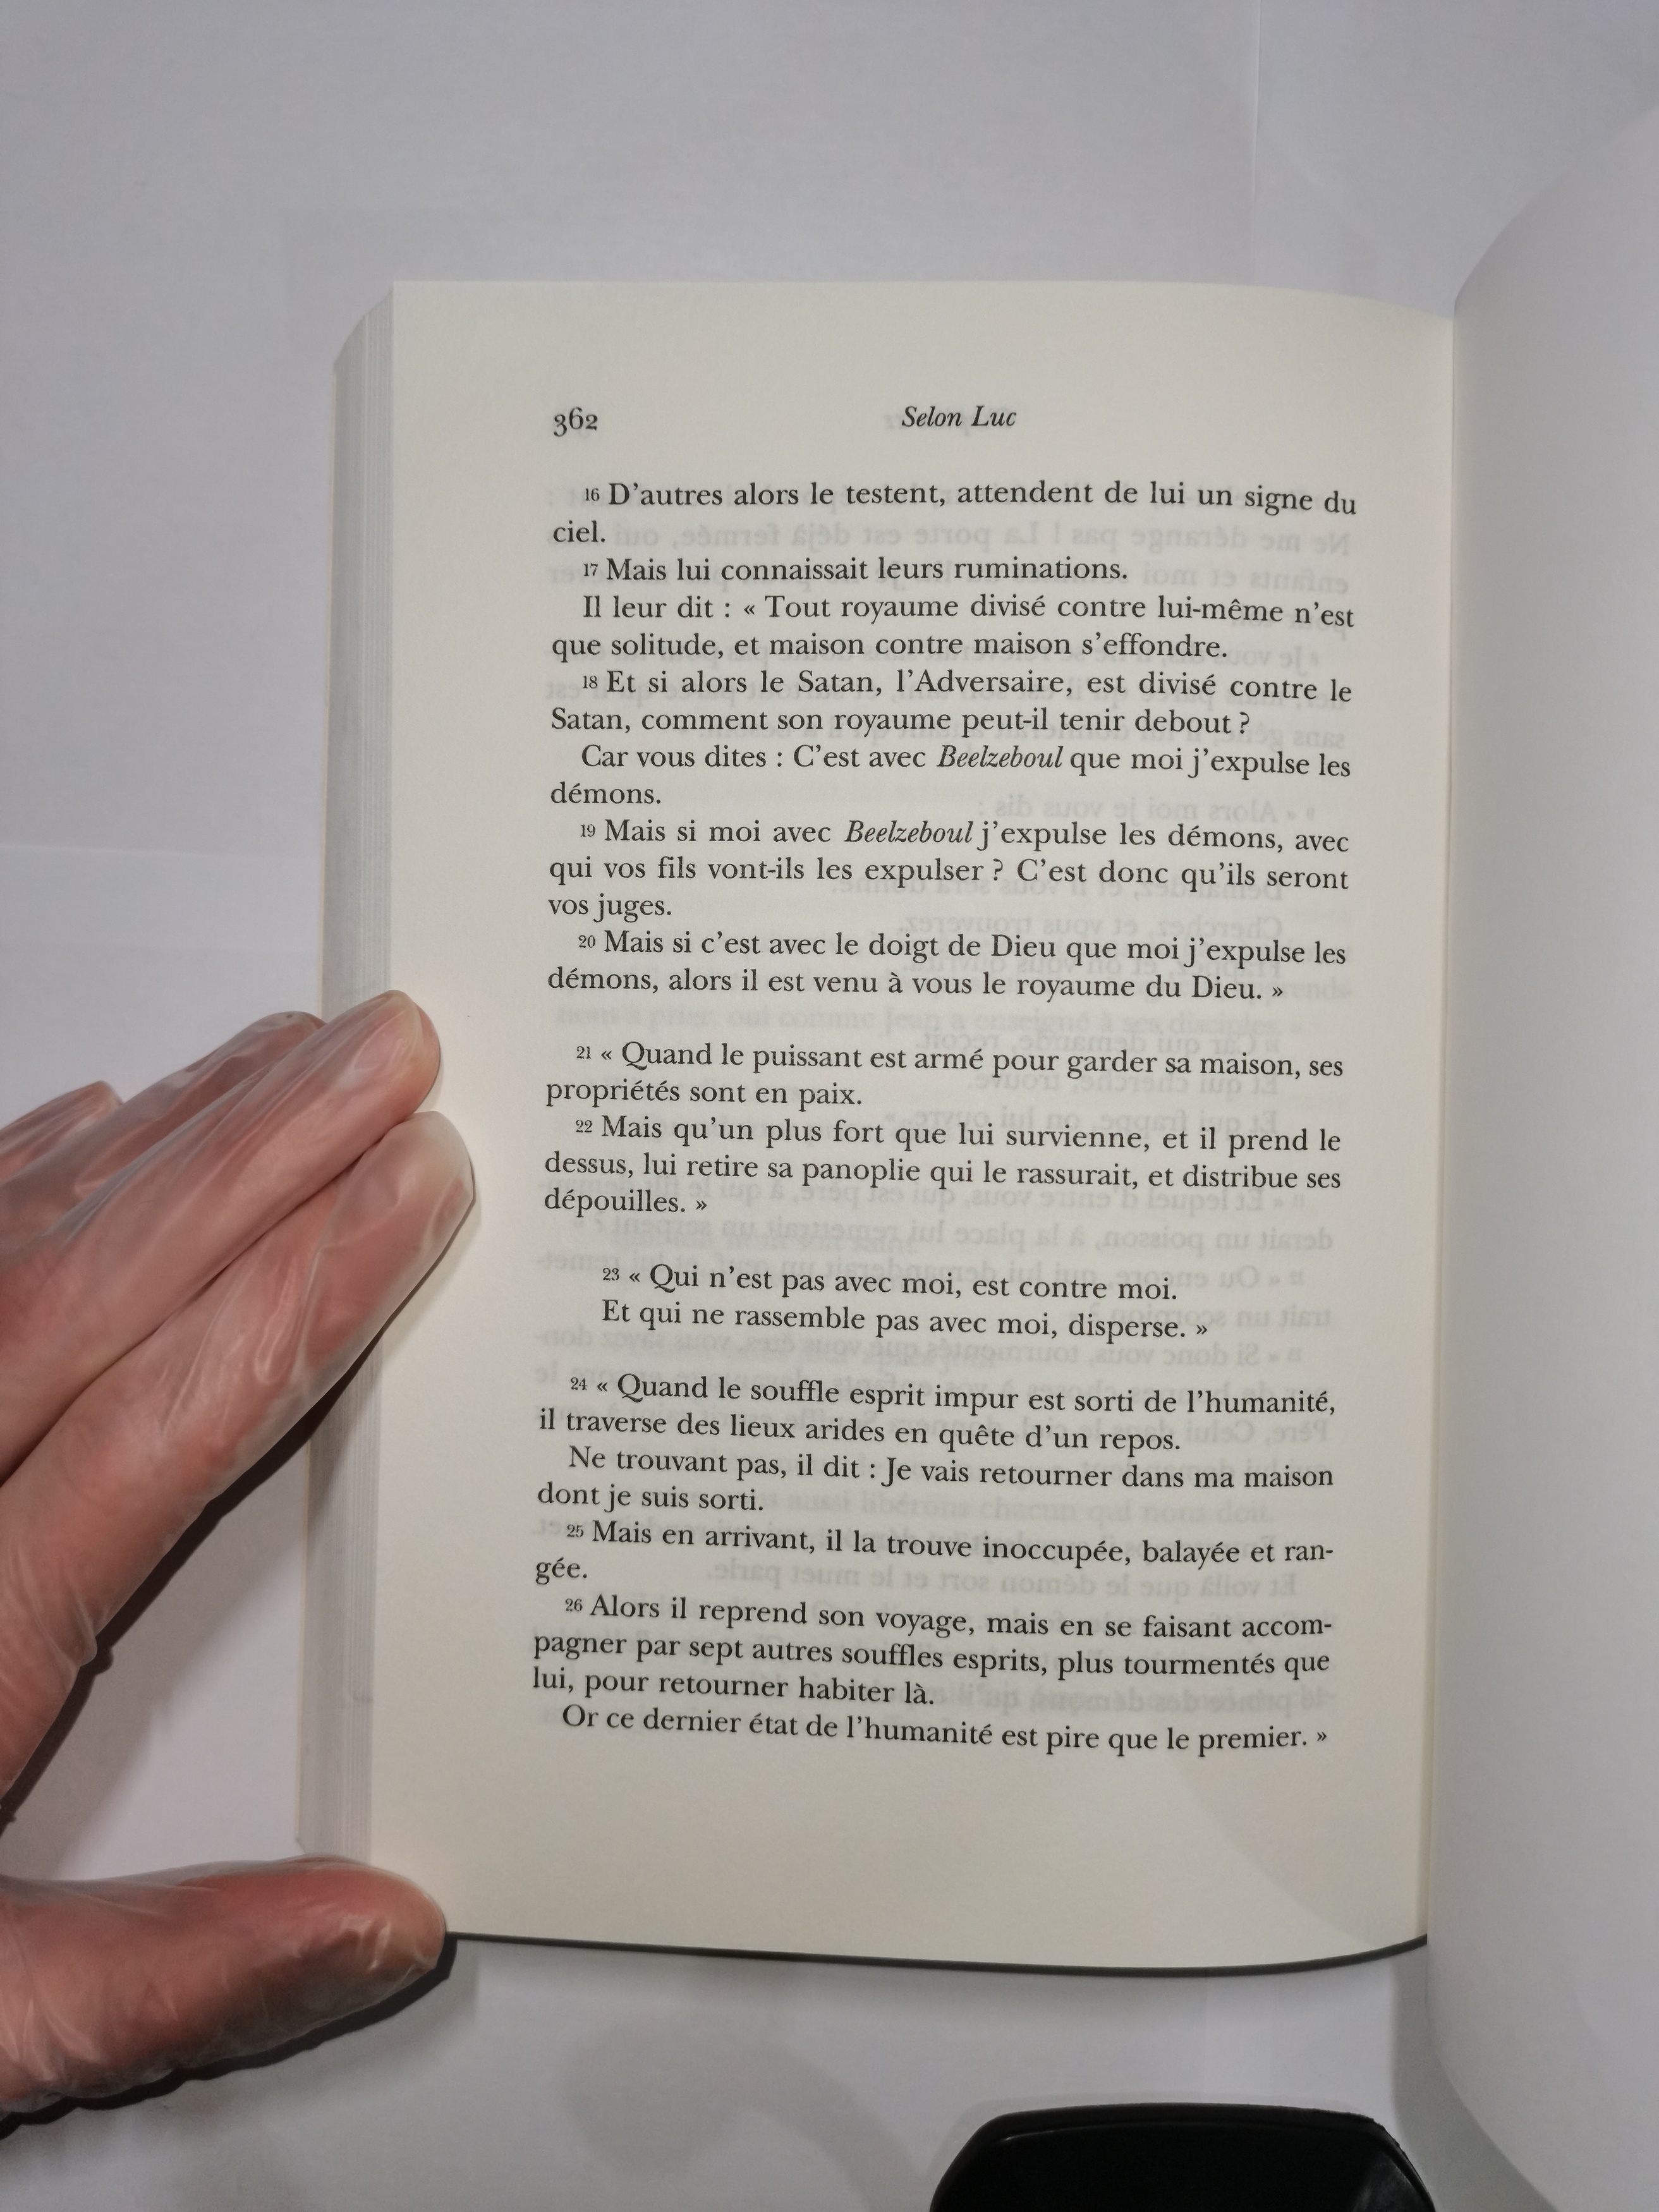 362
Selon Luc
16 D'autres alors le testent, attendent de lui un signe du
ciel.
17 Mais lui connaissait leurs ruminations.
Il leur dit : « Tout royaume divisé contre lui-même n'est
que solitude, et maison contre maison s'effondre.
18 Et si alors le Satan, l'Adversaire, est divisé contre le
Satan, comment son royaume peut-il tenir debout ?
Car vous dites : C'est avec Beelzeboul que moi j'expulse les
démons.
19 Mais si moi avec Beelzeboul j'expulse les démons, avec
qui vos fils vont-ils les expulser ? C'est donc qu'ils seront
vos juges.
20 Mais si c'est avec le doigt de Dieu que moi j'expulse les
démons, alors il est venu à vous le royaume du Dieu. »
21 « Quand le puissant est armé pour garder sa maison, ses
propriétés sont en paix.
22 Mais qu'un plus fort que lui survienne, et il prend le
dessus, lui retire sa panoplie qui le rassurait, et distribue ses
dépouilles. »
23 « Qui n'est pas avec moi, est contre moi.
Et qui ne rassemble pas avec moi, disperse. »
24 « Quand le souffle esprit impur est sorti de l'humanité,
il traverse des lieux arides en quête d'un repos.
Ne trouvant pas, il dit : Je vais retourner dans ma maison
dont je suis sorti.
25 Mais en arrivant, il la trouve inoccupée, balayée et ran-
gée.
26 Alors il reprend son voyage, mais en se faisant accom-
pagner par sept autres souffles esprits, plus tourmentés que
lui, pour retourner habiter là.
Or ce dernier état de l'humanité est pire que le premier. »